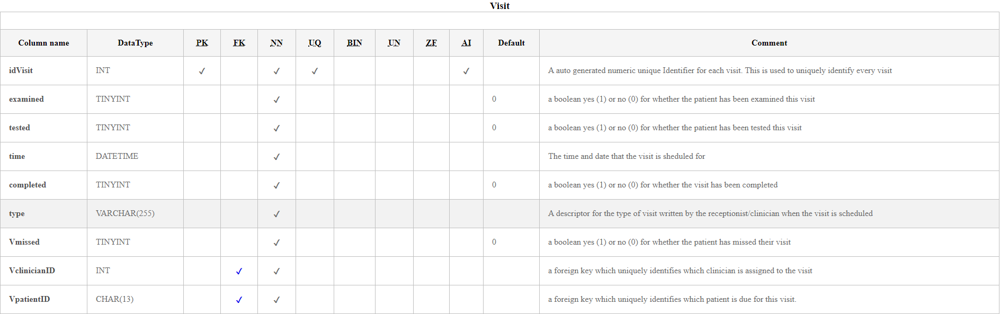 Visit
Column name DataType PK FK NN UQ BIN UN ZF AI Default Comment
idVisit INT ✓ ✓ ✓ ✓ A auto generated numeric unique Identifier for each visit. This is used to uniquely identify every visit
examined TINYINT ✓ 0 a boolean yes (1) or no (0) for whether the patient has been examined this visit
tested TINYINT ✓ 0 a boolean yes (1) or no (0) for whether the patient has been tested this visit
time DATETIME ✓ The time and date that the visit is sheduled for
completed TINYINT ✓ 0 a boolean yes (1) or no (0) for whether the visit has been completed
type VARCHAR(255) ✓ A descriptor for the type of visit written by the receptionist/clinician when the visit is scheduled
Vmissed TINYINT ✓ 0 a boolean yes (1) or no (0) for whether the patient has missed their visit
VclinicianID INT ✓ ✓ a foreign key which uniquely identifies which clinician is assigned to the visit
VpatientID CHAR(13) ✓ ✓ a foreign key which uniquely identifies which patient is due for this visit.